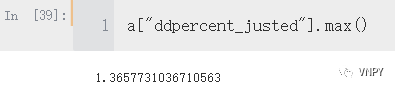 In [39]: 1 a["ddpercent_justed"].max()
1.3657731036710563
VNPY